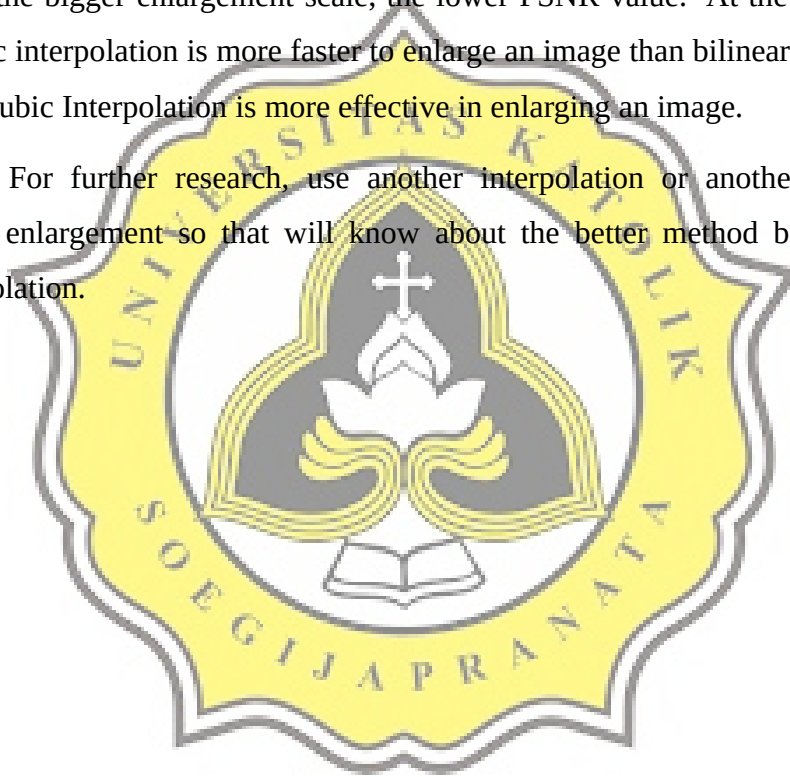 the bigger enlargement scale, the lower PSNR value. At the
c interpolation is more faster to enlarge an image than bilinear
ubic Interpolation is more effective in enlarging an image.
For further research, use another interpolation or anothe
enlargement so that will know about the better method b
olation.
UNIVERSITAS KATOLIK
SOEGIJAPRANATA